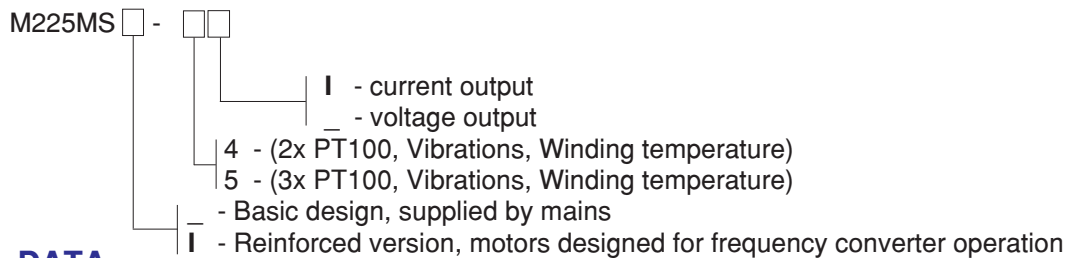 M225MS -
I - current output
_ - voltage output
4 - (2x PT100, Vibrations, Winding temperature)
5 - (3x PT100, Vibrations, Winding temperature)
_ - Basic design, supplied by mains
I - Reinforced version, motors designed for frequency converter operation
DATA